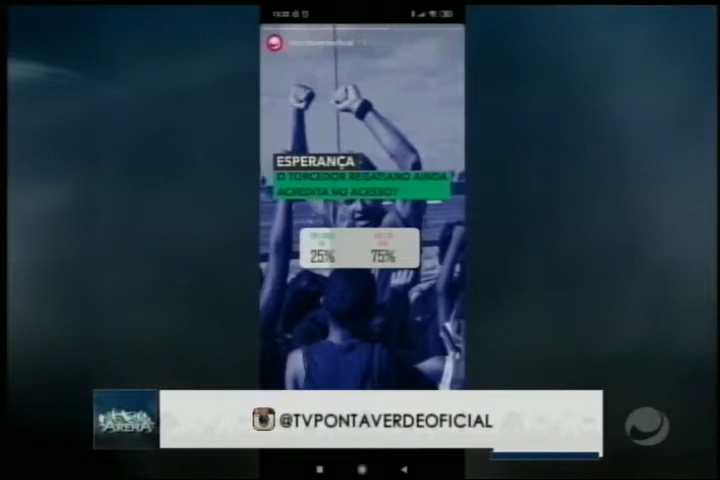 ESPERANÇA
O TORCEDOR REGATIANO AINDA
ACREDITA NO ACESSO?
25% 75%
@TVPONTAVERDEOFICIAL
ARENA